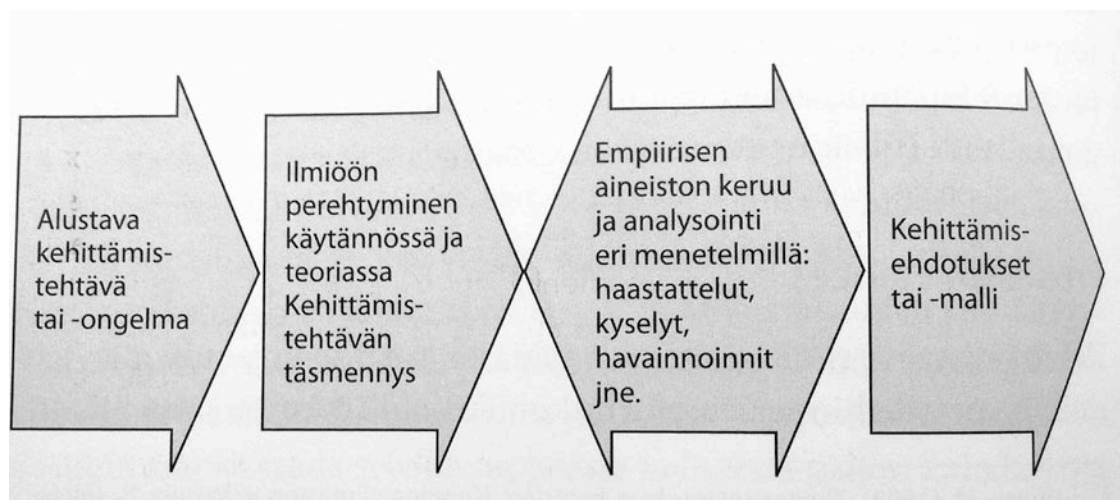 Alustava
kehittämis-
tehtävä
tai -ongelma
Ilmiöön
perehtyminen
käytännössä ja
teoriassa
Kehittämis-
tehtävän
täsmennys
Empiirisen
aineiston keruu
ja analysointi
eri menetelmillä:
haastattelut,
kyselyt,
havainnoinnit
jne.
Kehittämis-
ehdotukset
tai -malli